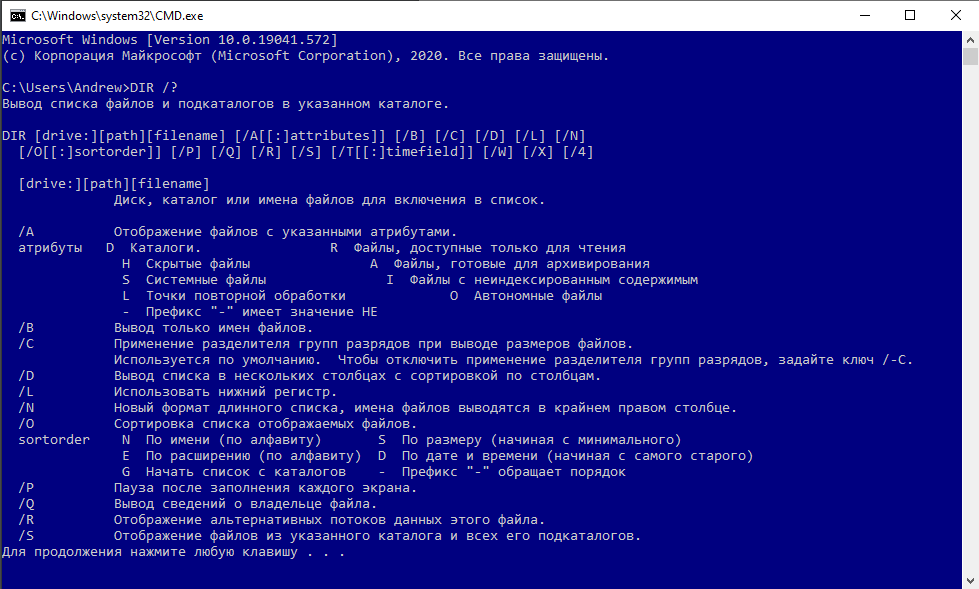 C:\Windows\system32\CMD.exe
Microsoft Windows [Version 10.0.19041.572]
(c) Корпорация Майкрософт (Microsoft Corporation), 2020. Все права защищены.
C:\Users\Andrew>DIR /?
Вывод списка файлов и подкаталогов в указанном каталоге.
DIR [drive:][path][filename] [/A[[:]attributes]] [/B] [/C] [/D] [/L] [/N]
[/O[[:]sortorder]] [/P] [/Q] [/R] [/S] [/T[[:]timefield]] [/W] [/X] [/4]
[drive:][path][filename]
Диск, каталог или имена файлов для включения в список.
/A Отображение файлов с указанными атрибутами.
атрибуты D Каталоги. R Файлы, доступные только для чтения
H Скрытые файлы A Файлы, готовые для архивирования
S Системные файлы I Файлы с неиндексированным содержимым
L Точки повторной обработки O Автономные файлы
- Префикс "-" имеет значение НЕ
/B Вывод только имен файлов.
/C Применение разделителя групп разрядов при выводе размеров файлов.
Используется по умолчанию. Чтобы отключить применение разделителя групп разрядов, задайте ключ /-C.
/D Вывод списка в нескольких столбцах с сортировкой по столбцам.
/L Использовать нижний регистр.
/N Новый формат длинного списка, имена файлов выводятся в крайнем правом столбце.
/O Сортировка списка отображаемых файлов.
sortorder N По имени (по алфавиту) S По размеру (начиная с минимального)
E По расширению (по алфавиту) D По дате и времени (начиная с самого старого)
G Начать список с каталогов - Префикс "-" обращает порядок
/P Пауза после заполнения каждого экрана.
/Q Вывод сведений о владельце файла.
/R Отображение альтернативных потоков данных этого файла.
/S Отображение файлов из указанного каталога и всех его подкаталогов.
Для продолжения нажмите любую клавишу . . .